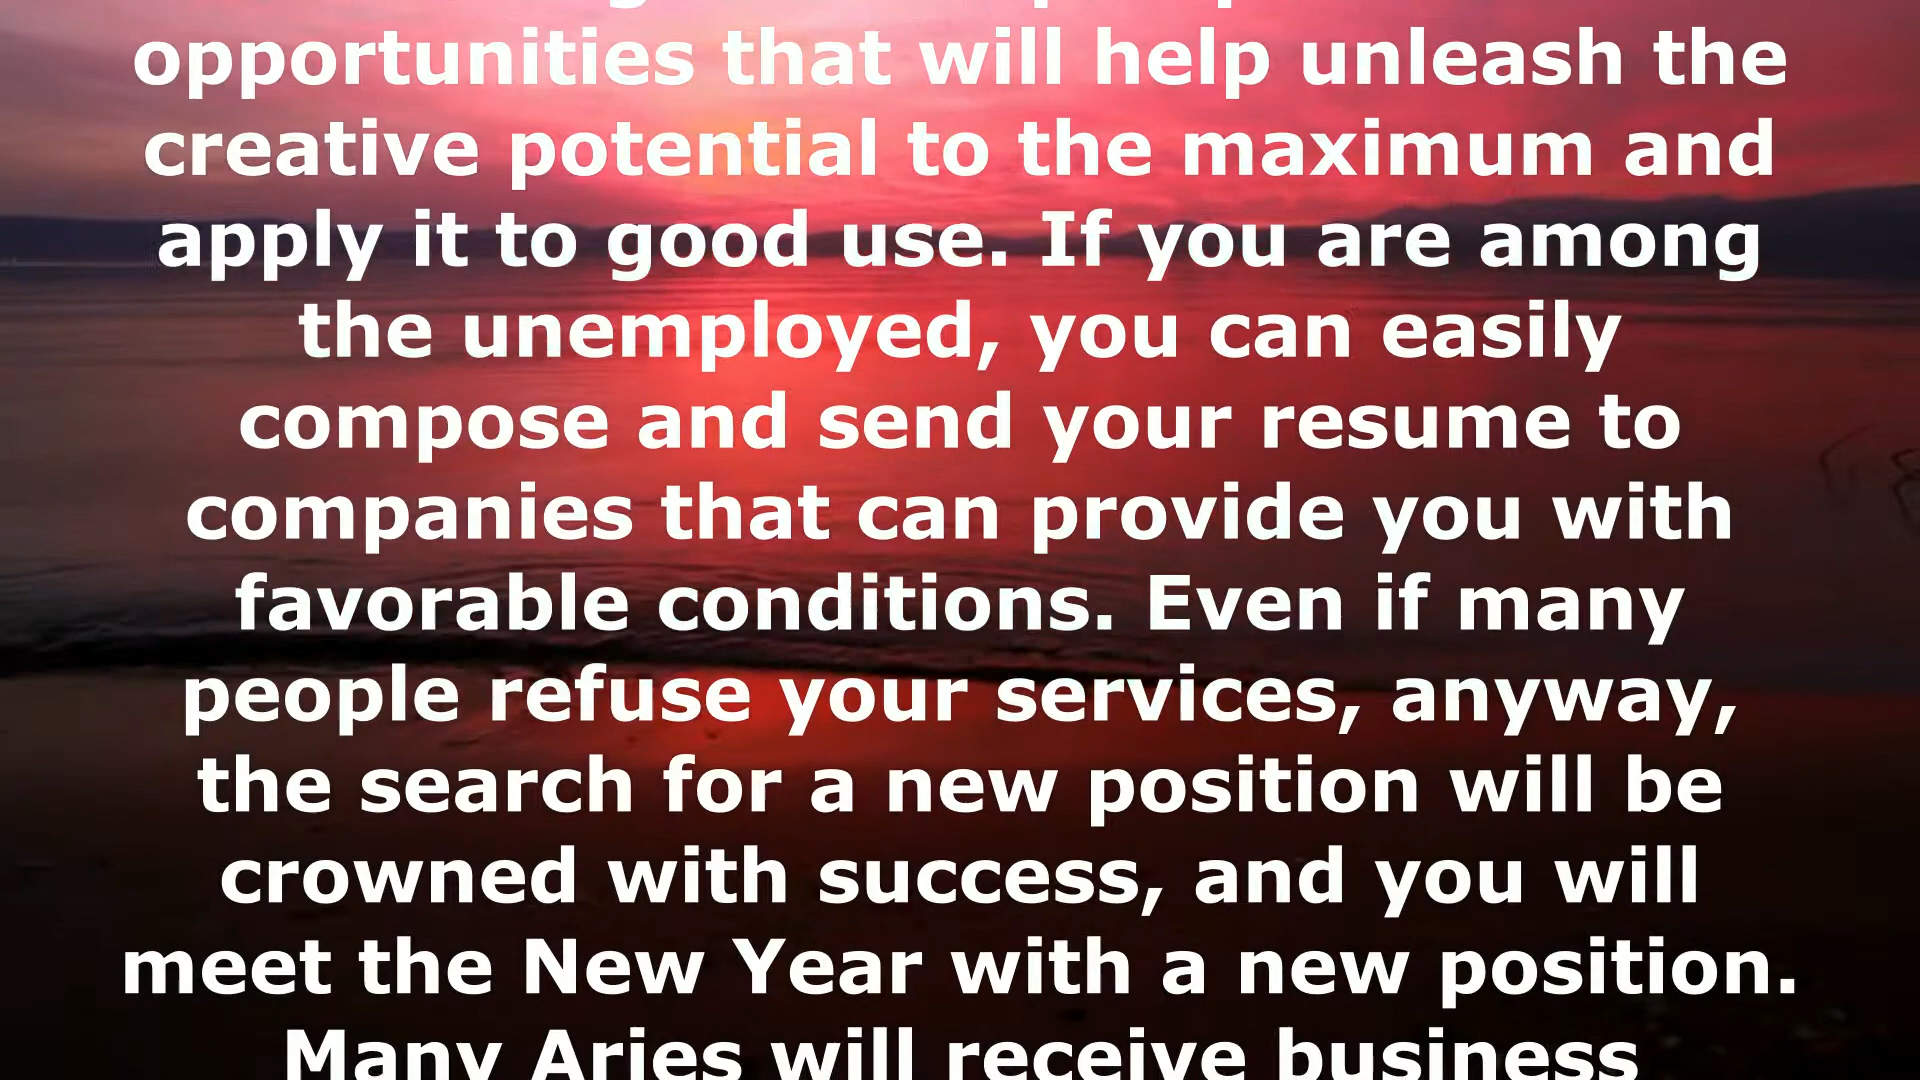 opportunities that will help unleash the
creative potential to the maximum and
apply it to good use. If you are among
the unemployed, you can easily
compose and send your resume to
companies that can provide you with
favorable conditions. Even if many
people refuse your services, anyway,
the search for a new position will be
crowned with success, and you will
meet the New Year with a new position.
Many Aries will receive business